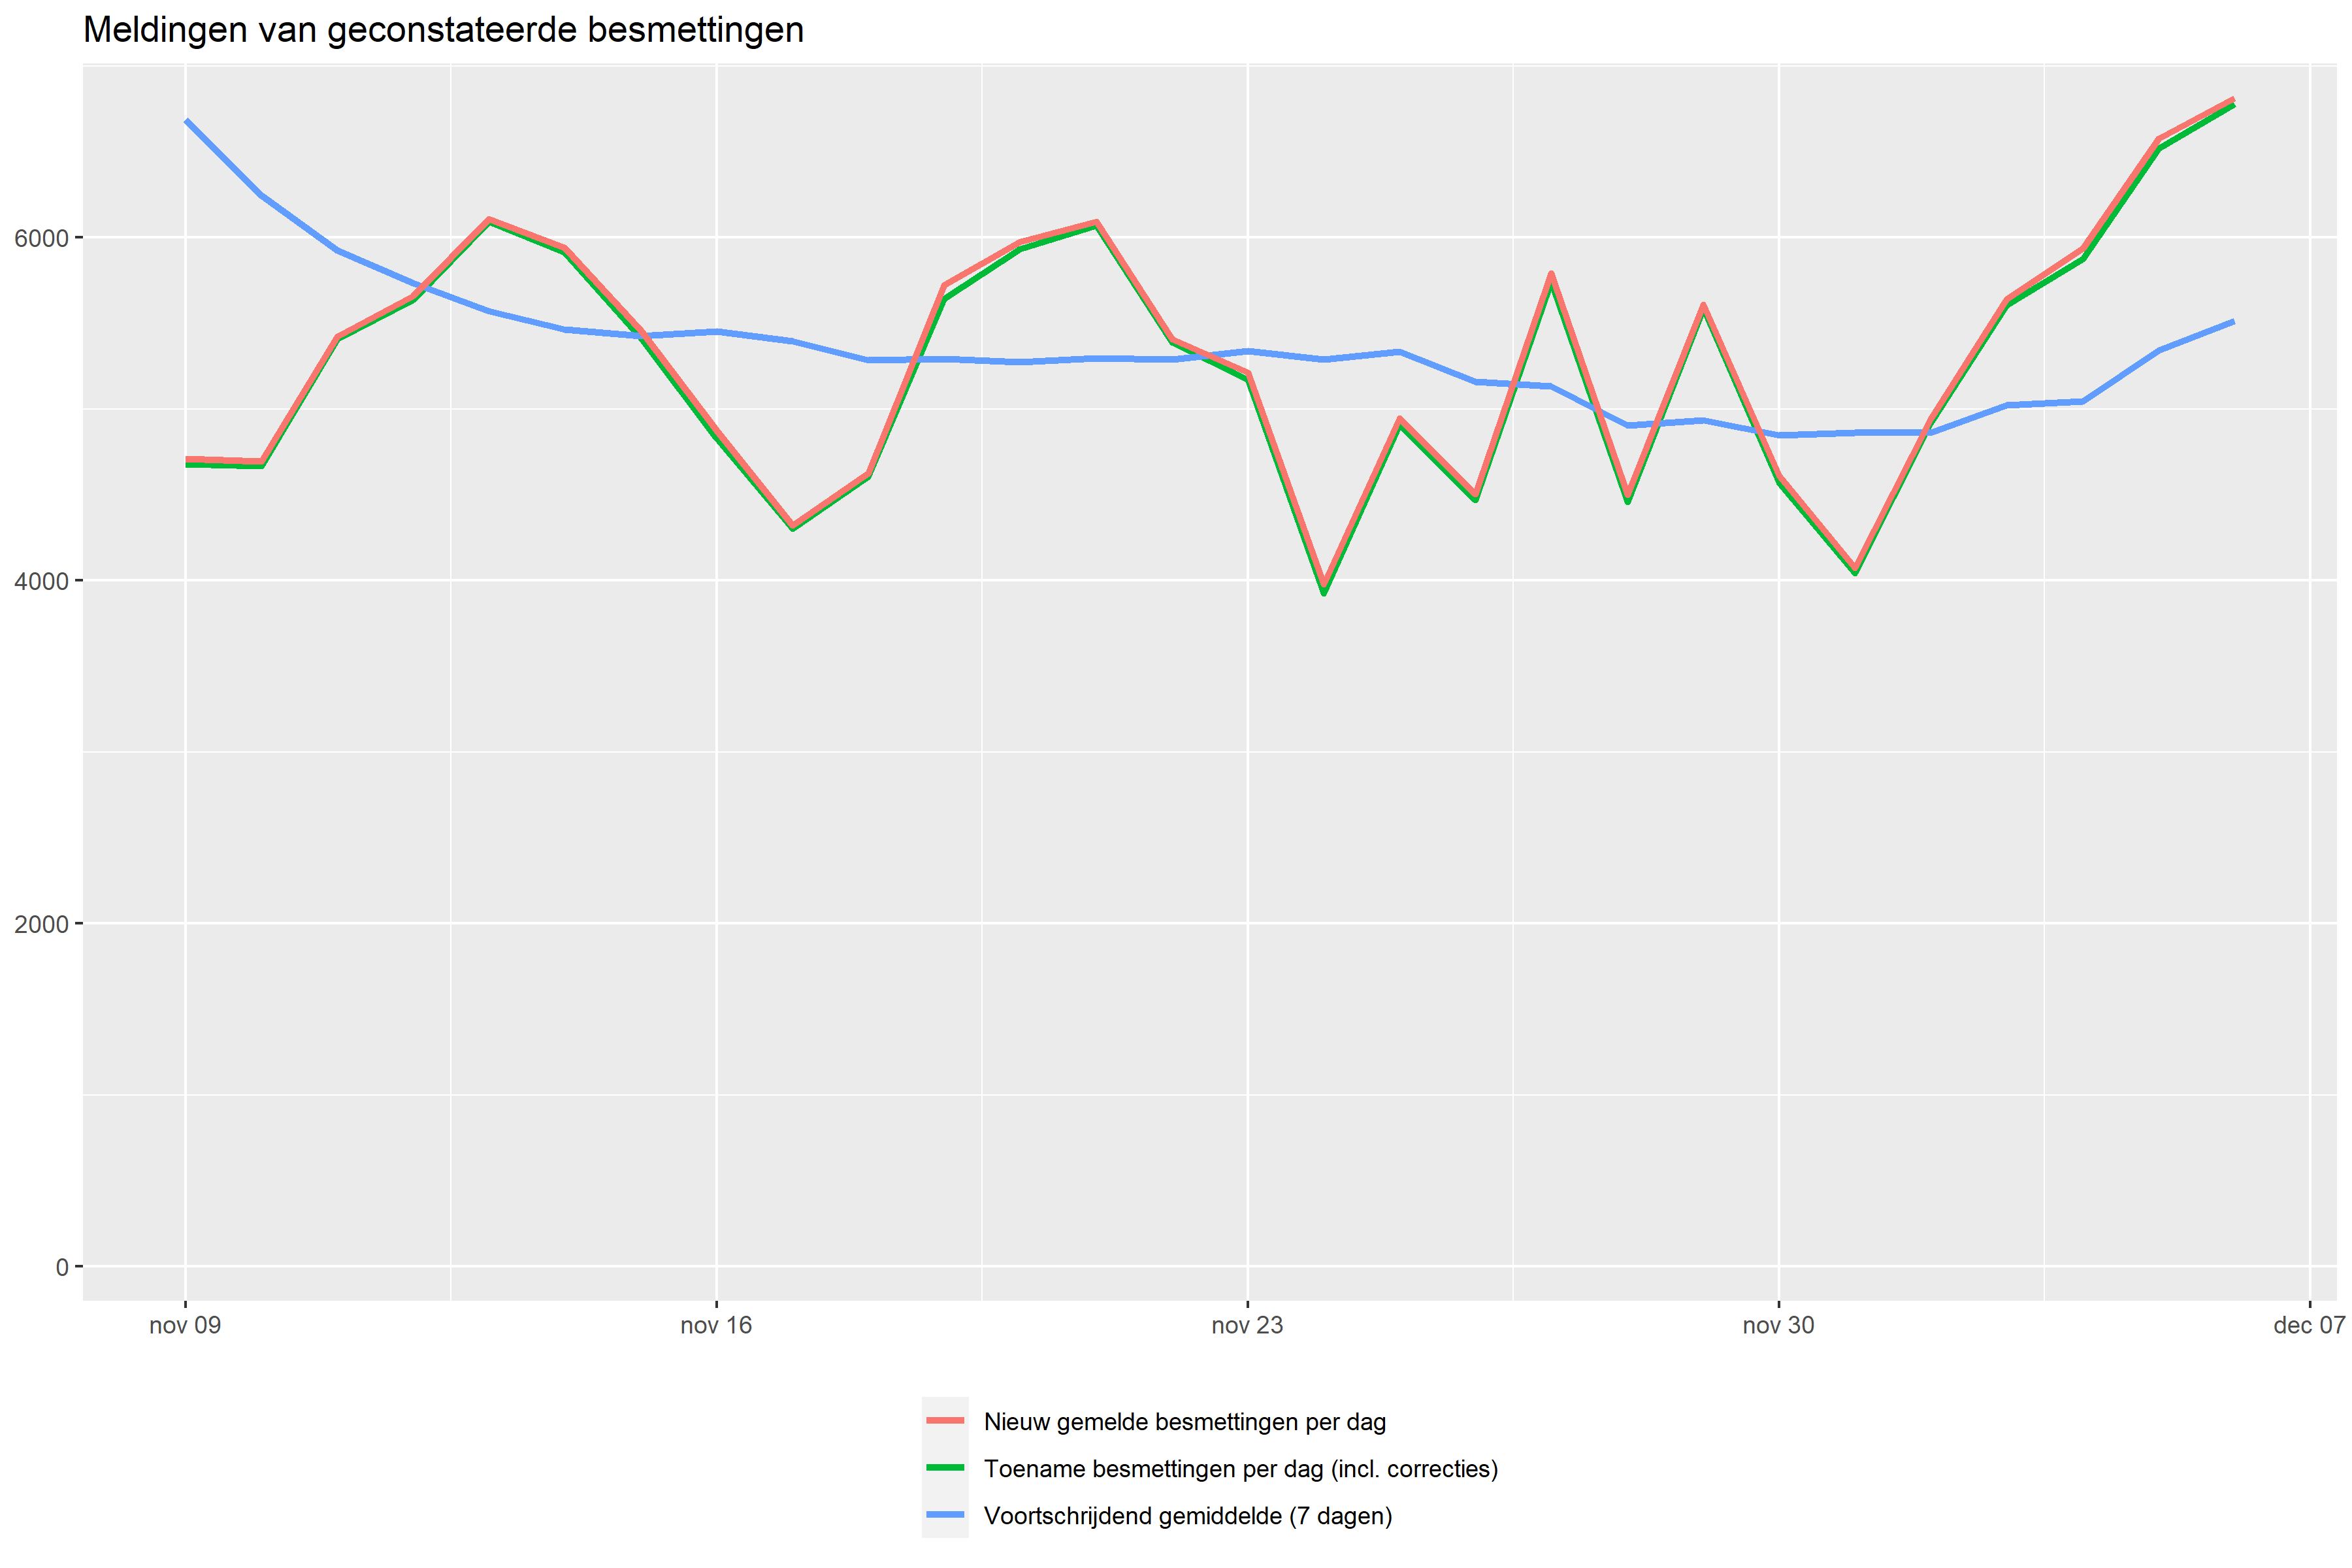 Meldingen van geconstateerde besmettingen
6000
4000
2000
0
nov 09
nov 16
nov 23
nov 30
dec 07
Nieuw gemelde besmettingen per dag
Toename besmettingen per dag (incl. correcties)
Voortschrijdend gemiddelde (7 dagen)